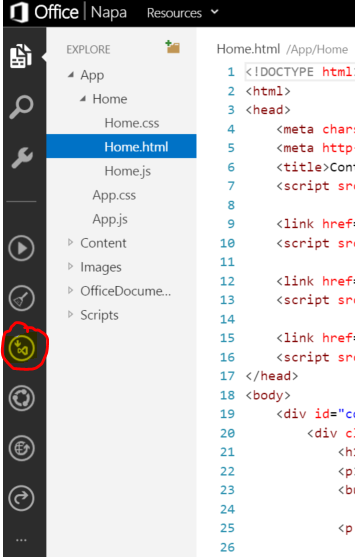 Office | Napa Resources
EXPLORE
App
Home
Home.css
Home.html
Home.js
App.css
App.js
Content
Images
OfficeDocume...
Scripts
...
Home.html /App/Home
1 <!DOCTYPE html
2 <html>
3 <head>
4 <meta char
5 <meta http
6 <title>Con
7 <script sr
8
9 <link href
10 <script sr
11
12 <link href
13 <script sr
14
15 <link href
16 <script sr
17 </head>
18 <body>
19 <div id="c
20 <div c
21 <h
22 <p
23 <b
24
25 <p
26